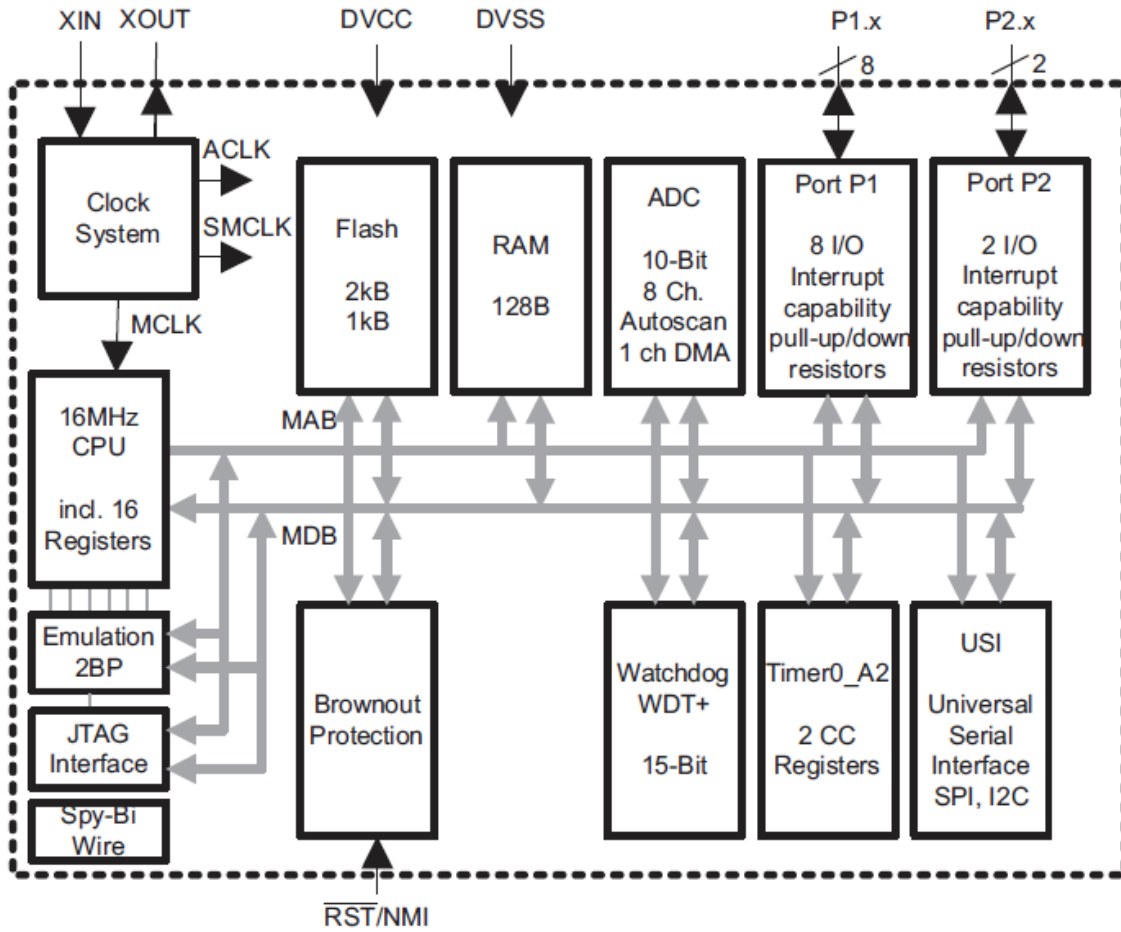 XIN
XOUT
DVCC
DVSS
P1.x
P2.x
8
2
Clock
System
ACLK
SMCLK
MCLK
Flash
2kB
1kB
RAM
128B
ADC
10-Bit
8 Ch.
Autoscan
1 ch DMA
Port P1
8 I/O
Interrupt
capability
pull-up/down
resistors
Port P2
2 I/O
Interrupt
capability
pull-up/down
resistors
16MHz
CPU
incl. 16
Registers
MAB
MDB
Emulation
2BP
JTAG
Interface
Spy-Bi
Wire
Brownout
Protection
Watchdog
WDT+
15-Bit
Timer0_A2
2 CC
Registers
USI
Universal
Serial
Interface
SPI, I2C
RST/NMI